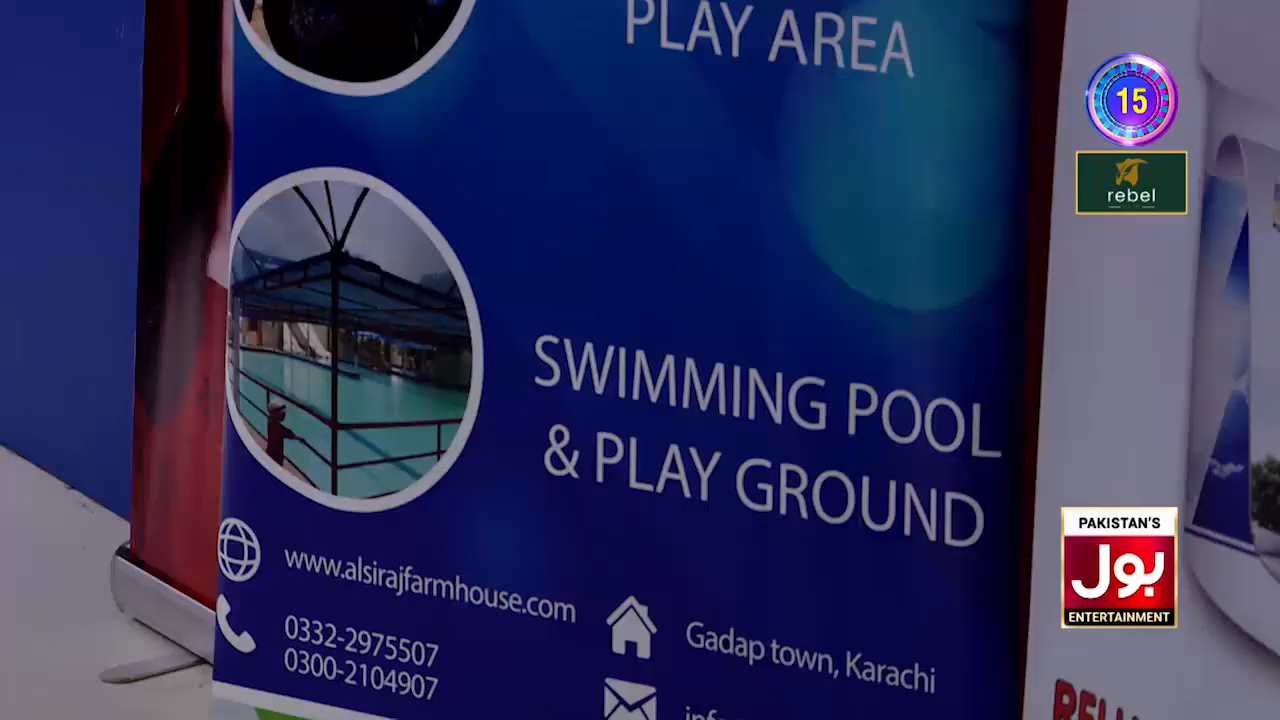 PLAY AREA
15
rebel
SWIMMING POOL
& PLAY GROUND
PAKISTAN'S
بول
ENTERTAINMENT
www.alsirajfarmhouse.com
0332-2975507
0300-2104907
Gadap town, Karachi